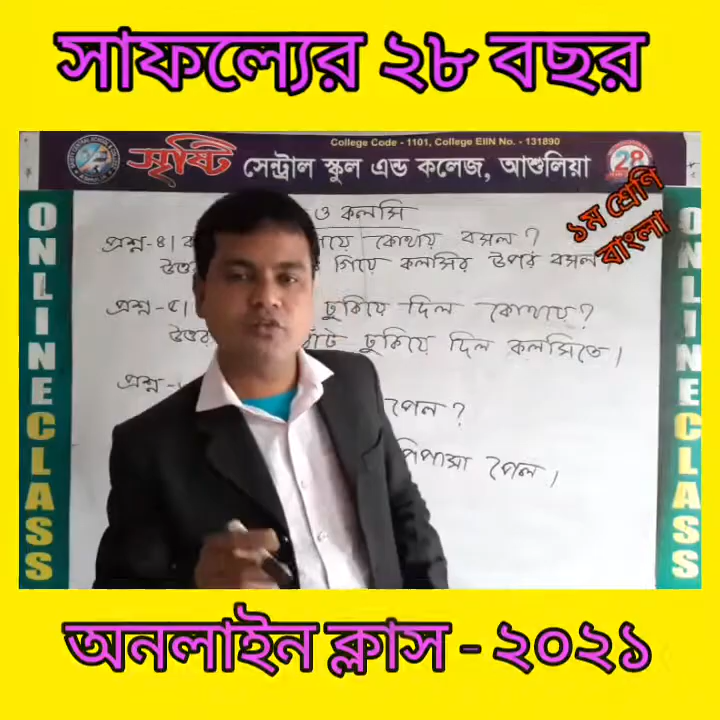 সাফল্যের ২৮ বছর
College Code - 1101, College EIIN No. - 131890
সৃষ্টি সেন্ট্রাল স্কুল এন্ড কলেজ, আশুলিয়া
28
১ম শ্রেণি
বাংলা
ONLINE CLASS
ও কলসি
প্রশ্ন-৪। গিয়ে কোথায় বসল?
গিয়ে কলসির উপর বসল।
প্রশ্ন-৫। ঢুকিয়ে দিল কোথায়?
ঠোঁট ঢুকিয়ে দিল কলসিতে।
প্রশ্ন- পেল?
পিপাসা পেল।
ONLINE CLASS
অনলাইন ক্লাস - ২০২১